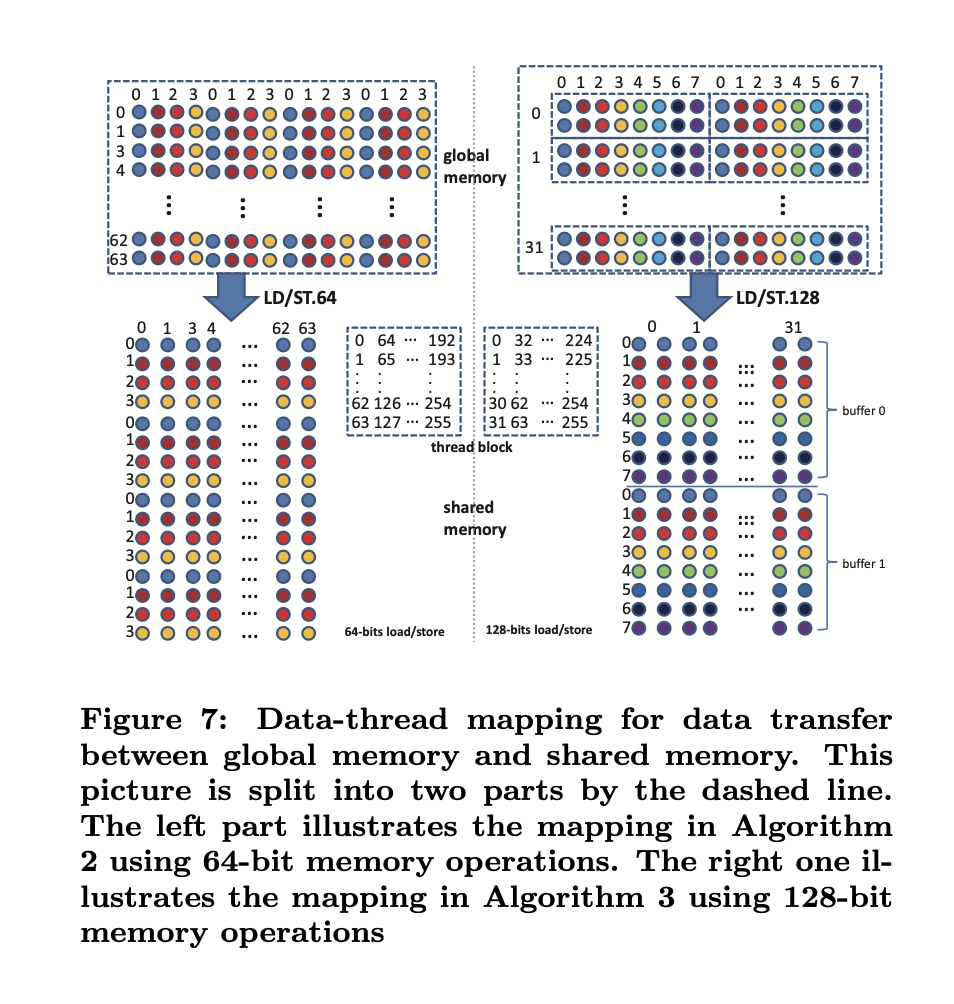 0 1 2 3 0 1 2 3 0 1 2 3 0 1 2 3
0
1
3
4
62
63
LD/ST.64
global
memory
0 1 2 3 4 5 6 7 0 1 2 3 4 5 6 7
0
1
31
LD/ST.128
0 1 3 4 ... 62 63
0
1
2
3
0
1
2
3
0
1
2
3
0
1
2
3
0 64 ... 192
1 65 ... 193
62 126 ... 254
63 127 ... 255
0 32 ... 224
1 33 ... 225
30 62 ... 254
31 63 ... 255
thread block
shared
memory
64-bits load/store
128-bits load/store
0 1 31
0
1
2
3
4
5
6
7
buffer 0
0
1
2
3
4
5
6
7
buffer 1
Figure 7: Data-thread mapping for data transfer
between global memory and shared memory. This
picture is split into two parts by the dashed line.
The left part illustrates the mapping in Algorithm
2 using 64-bit memory operations. The right one il-
lustrates the mapping in Algorithm 3 using 128-bit
memory operations